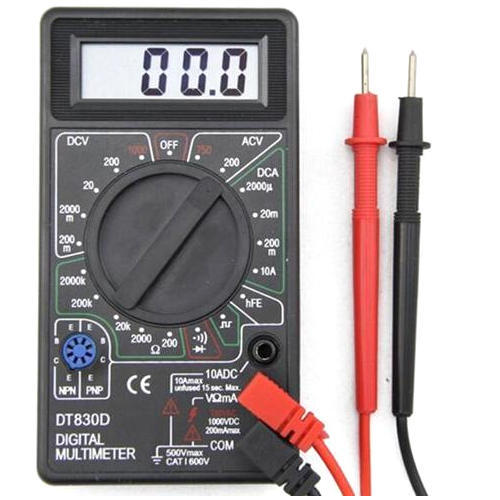 00.0
DCV
OFF
ACV
1000
750
200
200
DCA
20
2000µ
2000
m
20m
200
m
200
m
2000k
10A
200k
hFE
20k
2000
Ω
200
E
E
B
B
C
C
E
E
NPN
PNP
CE
10ADC
10Amax
unfused 15 sec. Max.
VΩmA
750VAC
1000VDC
200mAmax
COM
500Vmax
CAT I 600V
DT830D
DIGITAL
MULTIMETER